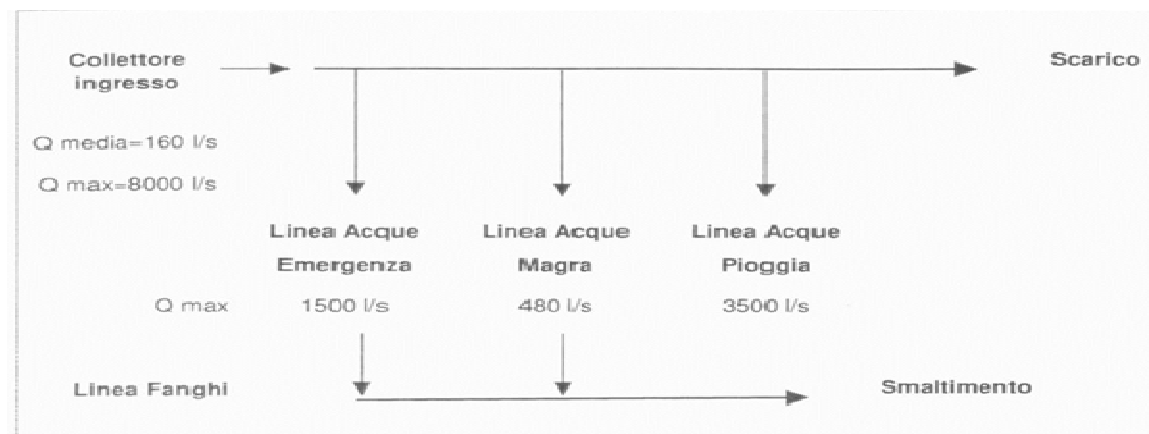 Collettore
ingresso
Scarico
Q media=160 l/s
Q max=8000 l/s
Linea Acque
Emergenza
Linea Acque
Magra
Linea Acque
Pioggia
Q max
1500 l/s
480 l/s
3500 l/s
Linea Fanghi
Smaltimento